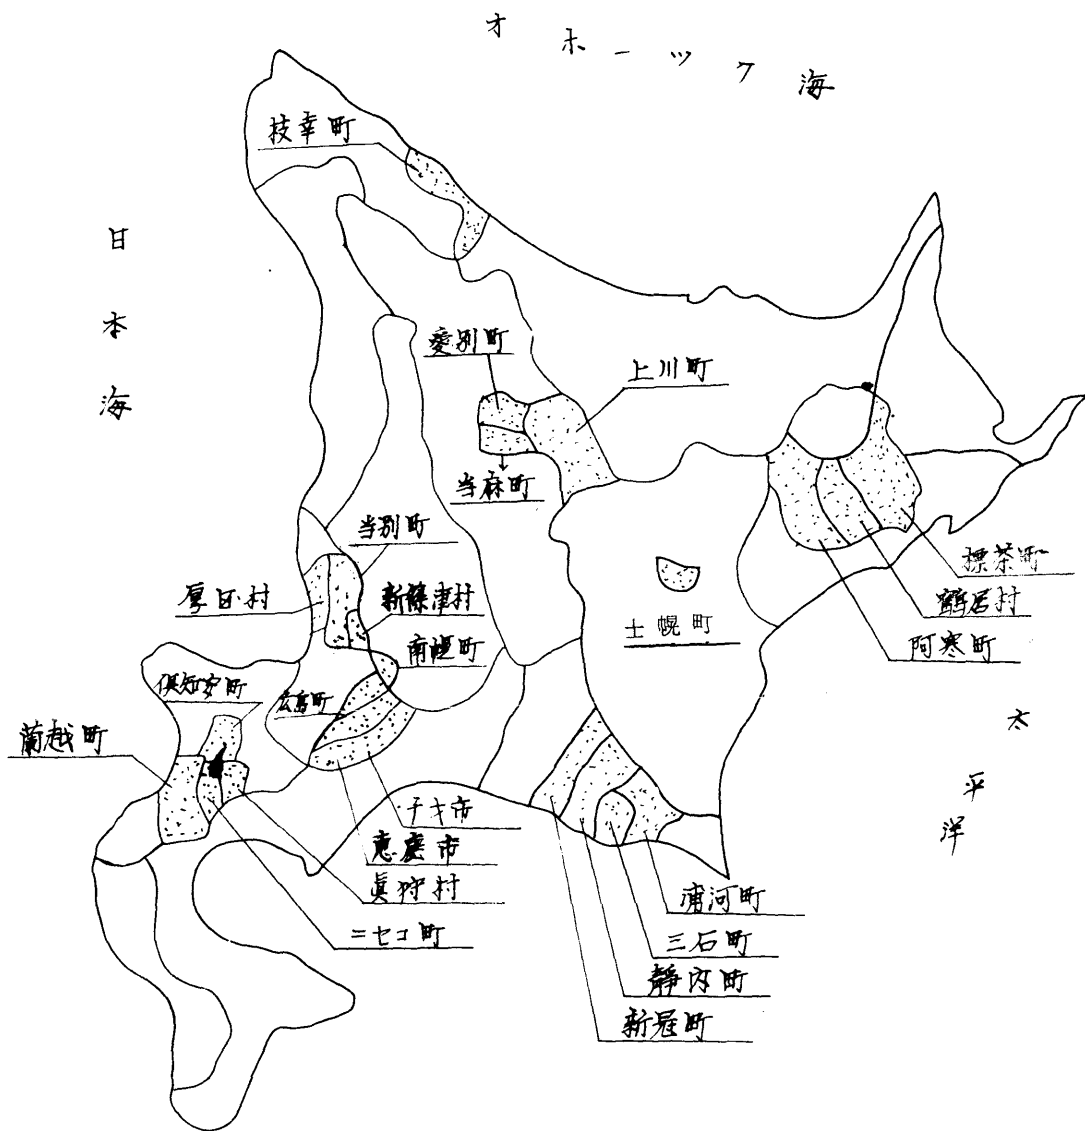 オホーツク海
枝幸町
日本海
愛別町
上川町
当麻町
当別町
厚田村
新篠津村
南幌町
士幌町
標茶町
鶴居村
阿寒町
倶知安町
広島町
蘭越町
太平洋
千才市
恵庭市
眞狩村
ニセコ町
浦河町
三石町
静内町
新冠町